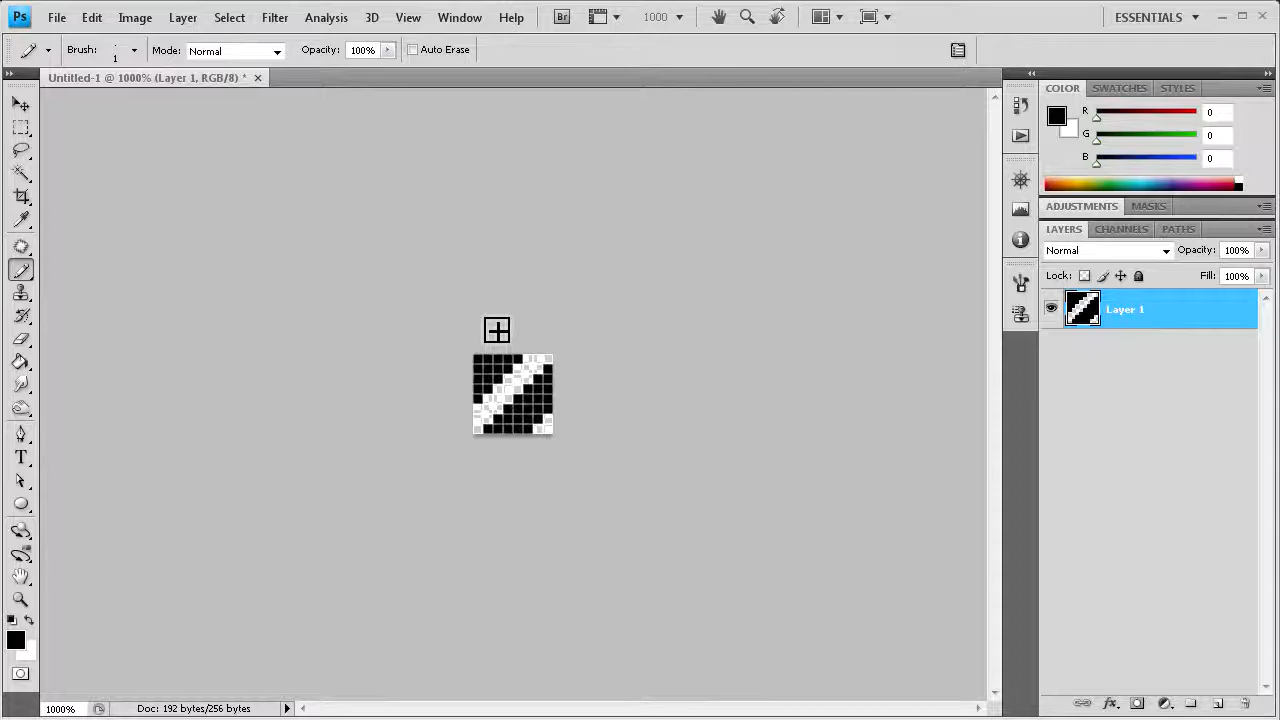 Ps File Edit Image Layer Select Filter Analysis 3D View Window Help Br 1000 ESSENTIALS
Brush: 1 Mode: Normal Opacity: 100% Auto Erase
Untitled-1 @ 1000% (Layer 1, RGB/8) *
COLOR SWATCHES STYLES
R 0
G 0
B 0
ADJUSTMENTS MASKS
LAYERS CHANNELS PATHS
Normal Opacity: 100%
Lock: Fill: 100%
Layer 1
T
1000% Doc: 192 bytes/256 bytes
fx